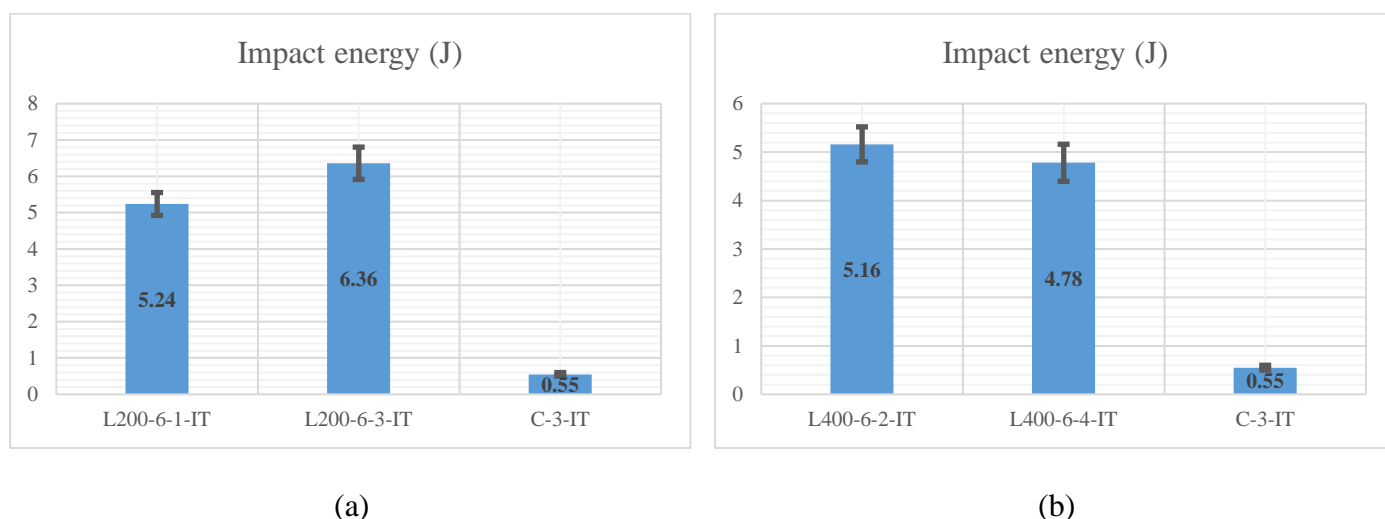 Impact energy (J)
8
7
6
5
4
3
2
1
0
5.24
6.36
0.55
L200-6-1-IT
L200-6-3-IT
C-3-IT
(a)
Impact energy (J)
6
5
4
3
2
1
0
5.16
4.78
0.55
L400-6-2-IT
L400-6-4-IT
C-3-IT
(b)